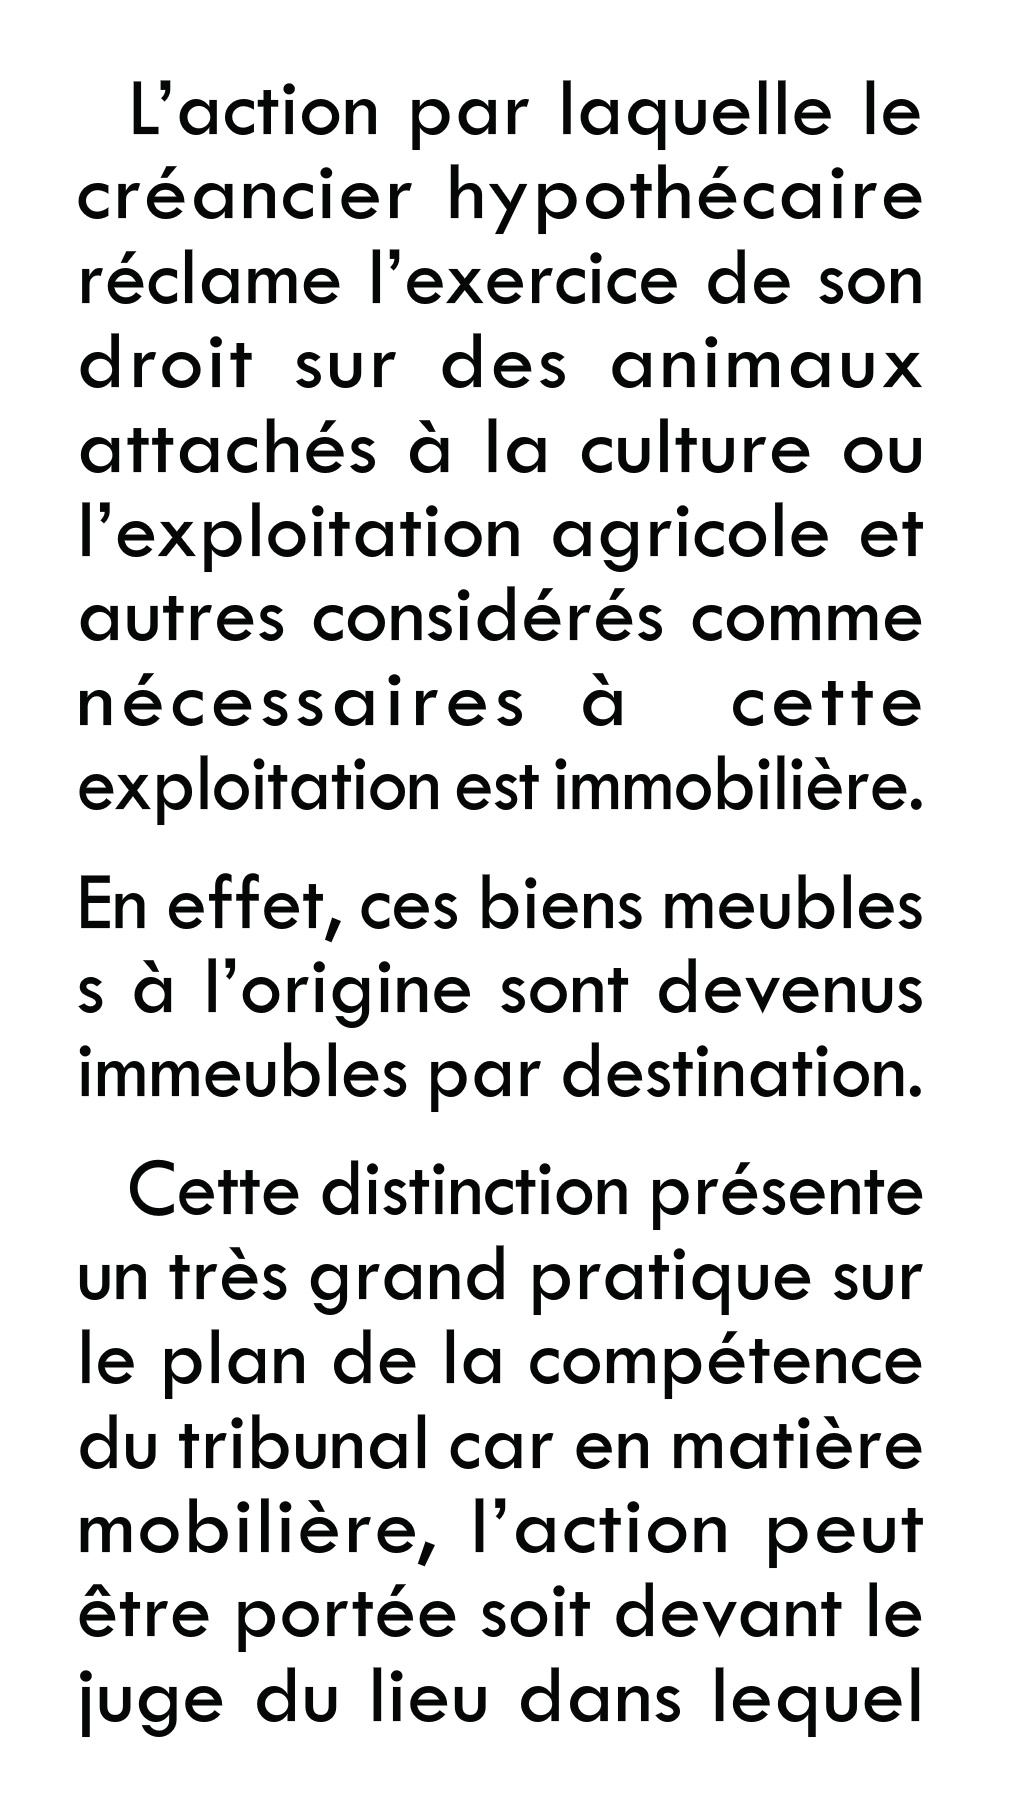 L’action par laquelle le
créancier hypothécaire
réclame l’exercice de son
droit sur des animaux
attachés à la culture ou
l’exploitation agricole et
autres considérés comme
nécessaires à cette
exploitation est immobilière.
En effet, ces biens meubles
s à l’origine sont devenus
immeubles par destination.
Cette distinction présente
un très grand pratique sur
le plan de la compétence
du tribunal car en matière
mobilière, l’action peut
être portée soit devant le
juge du lieu dans lequel